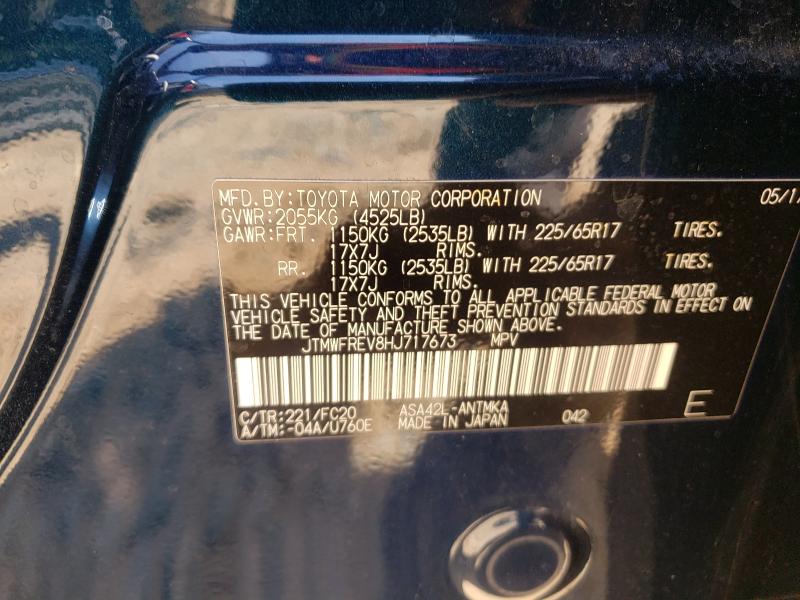 MFD.BY:TOYOTA MOTOR CORPORATION 05/17
GVWR:2055KG (4525LB)
GAWR:FRT. 1150KG (2535LB) WITH 225/65R17 TIRES.
17X7J RIMS.
RR. 1150KG (2535LB) WITH 225/65R17 TIRES.
17X7J RIMS.
THIS VEHICLE CONFORMS TO ALL APPLICABLE FEDERAL MOTOR
VEHICLE SAFETY AND THEFT PREVENTION STANDARDS IN EFFECT ON
THE DATE OF MANUFACTURE SHOWN ABOVE.
JTMWFREV8HJ717673 MPV
C/TR:221/FC20 ASA42L-ANTMKA 042 E
A/TM:-04A/U760E MADE IN JAPAN